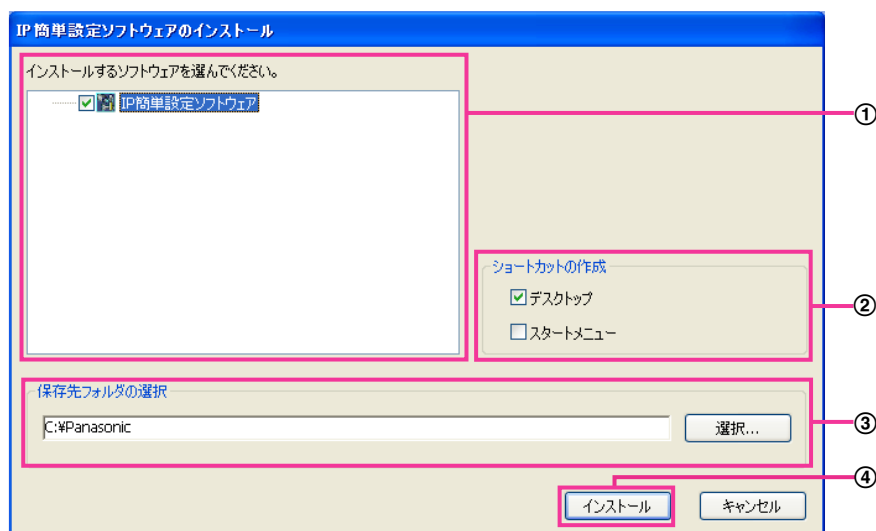 IP簡単設定ソフトウェアのインストール
インストールするソフトウェアを選んでください。
IP簡単設定ソフトウェア
①
ショートカットの作成
デスクトップ
スタートメニュー
②
保存先フォルダの選択
C:¥Panasonic
選択...
③
④
インストール
キャンセル